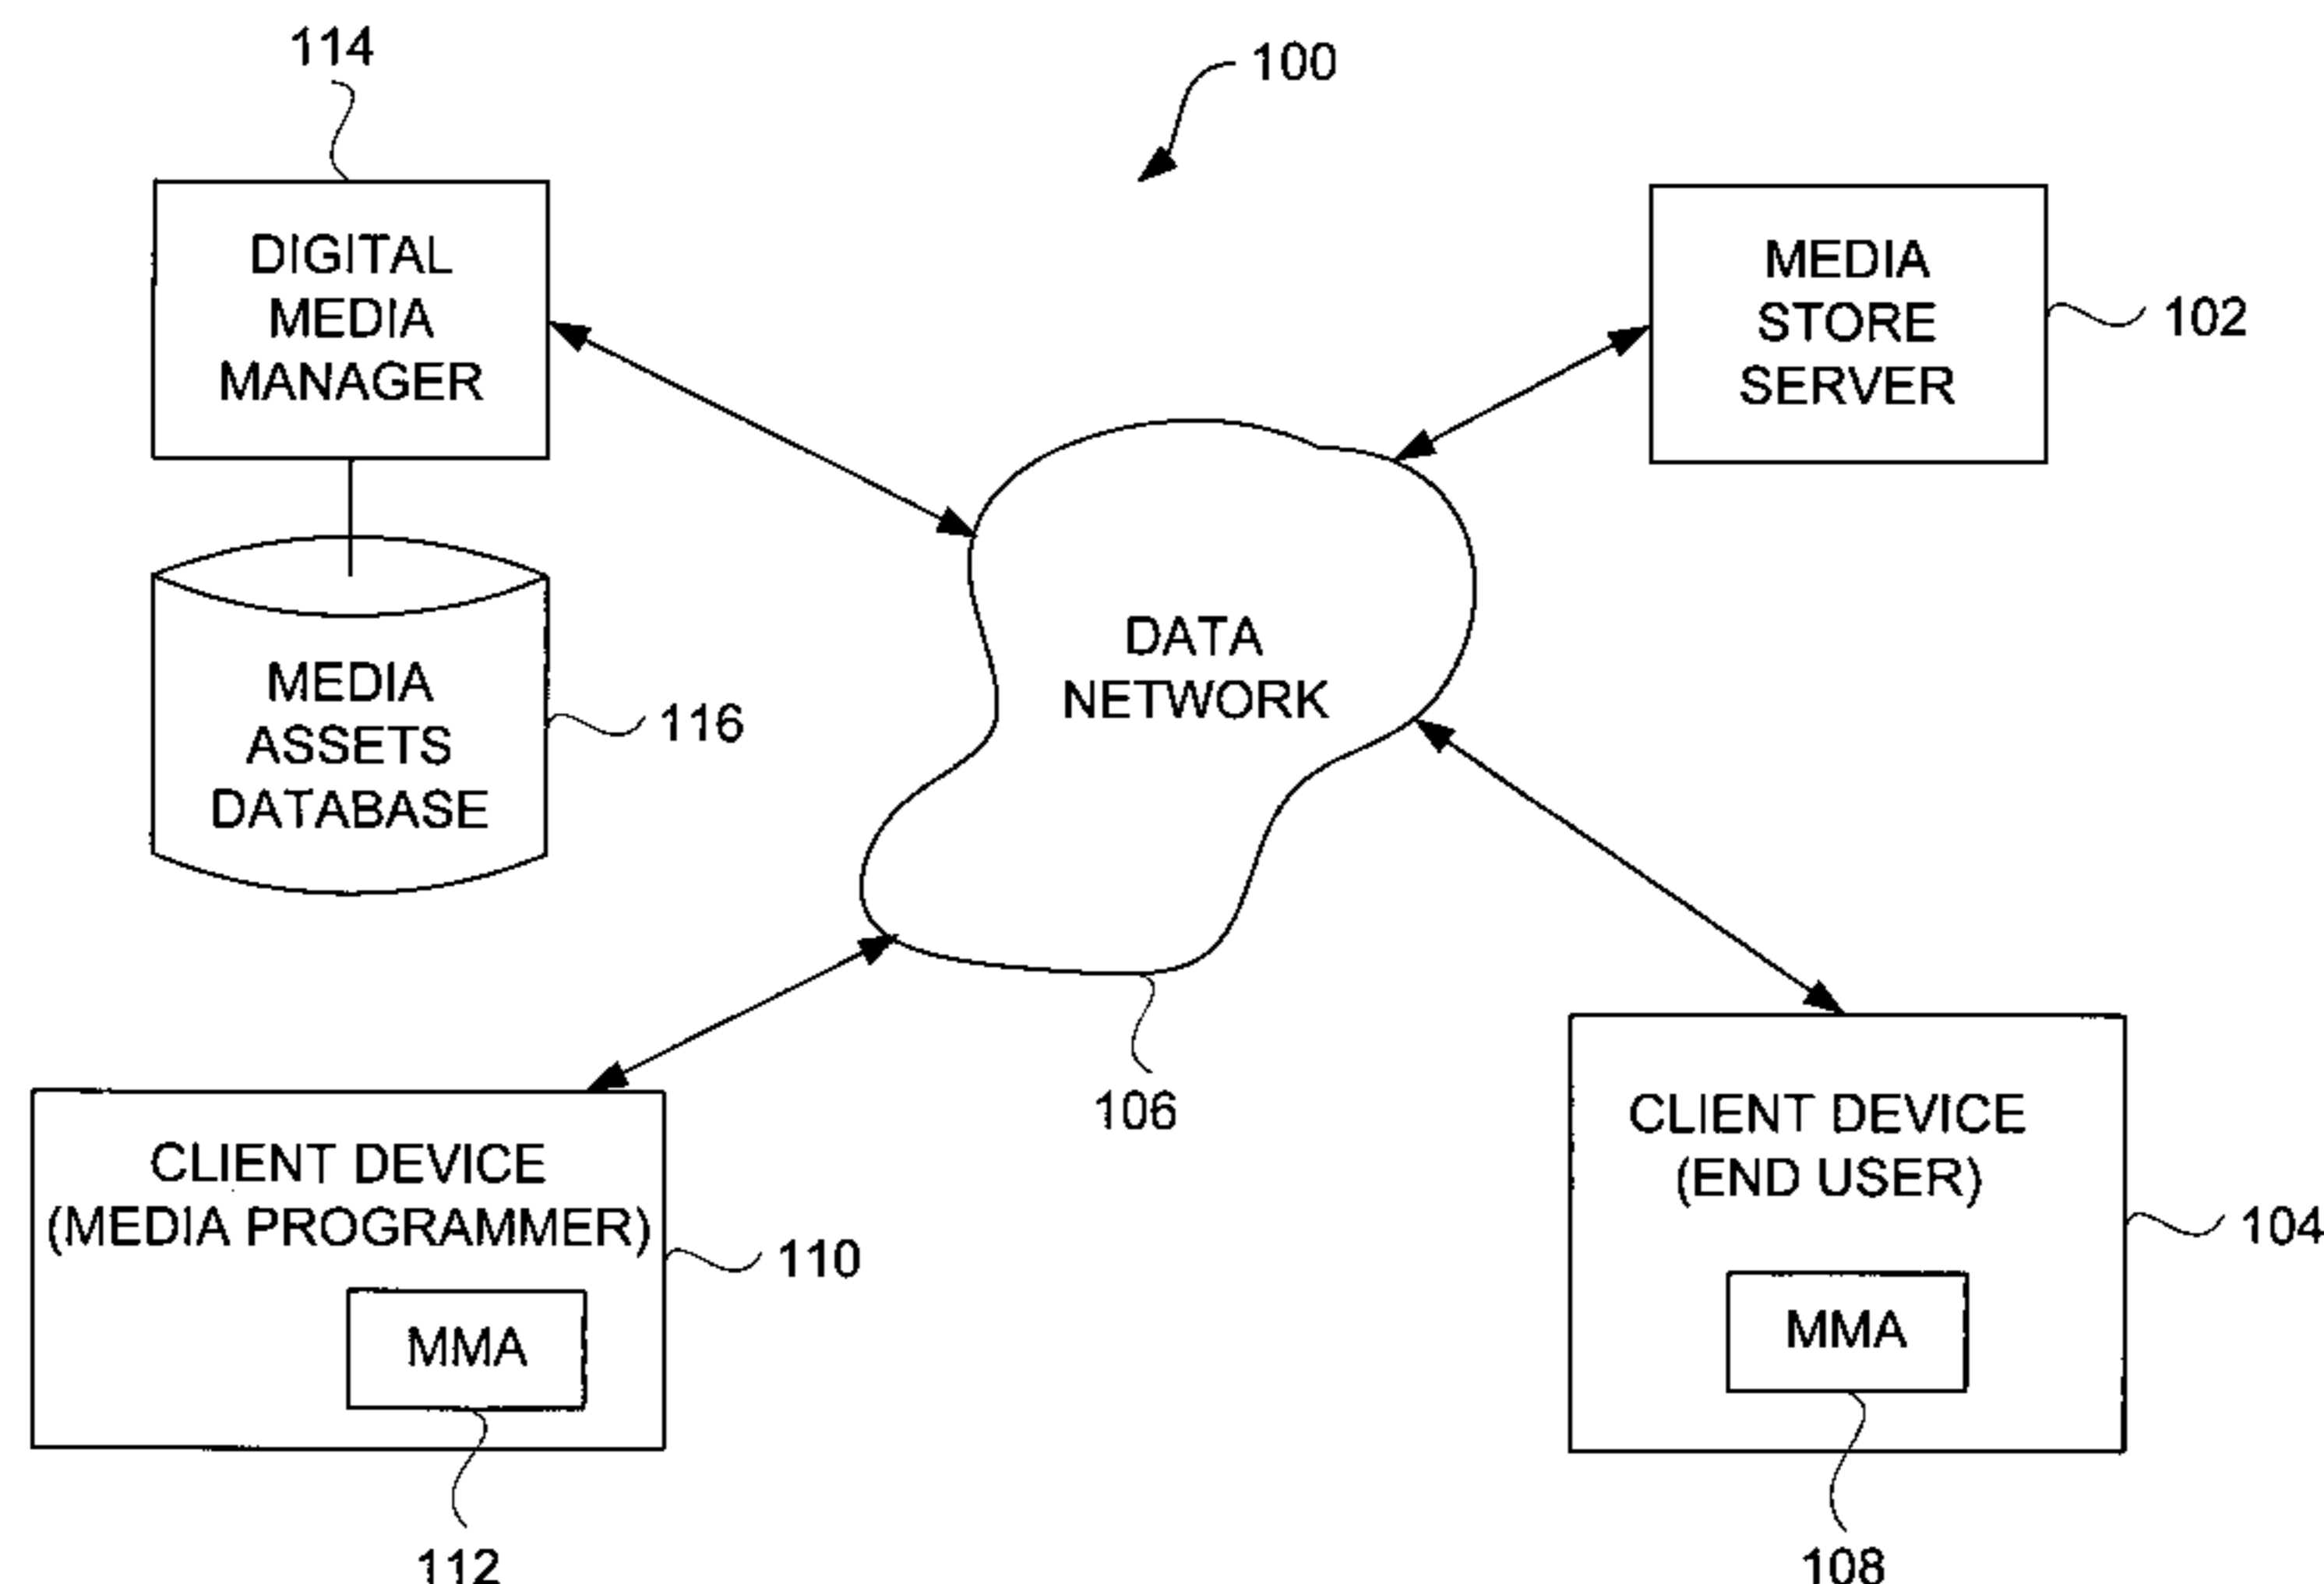 114
100
DIGITAL
MEDIA
MANAGER
MEDIA
STORE
SERVER
102
DATA
NETWORK
MEDIA
ASSETS
DATABASE
116
106
CLIENT DEVICE
(MEDIA PROGRAMMER)
110
MMA
112
CLIENT DEVICE
(END USER)
104
MMA
108